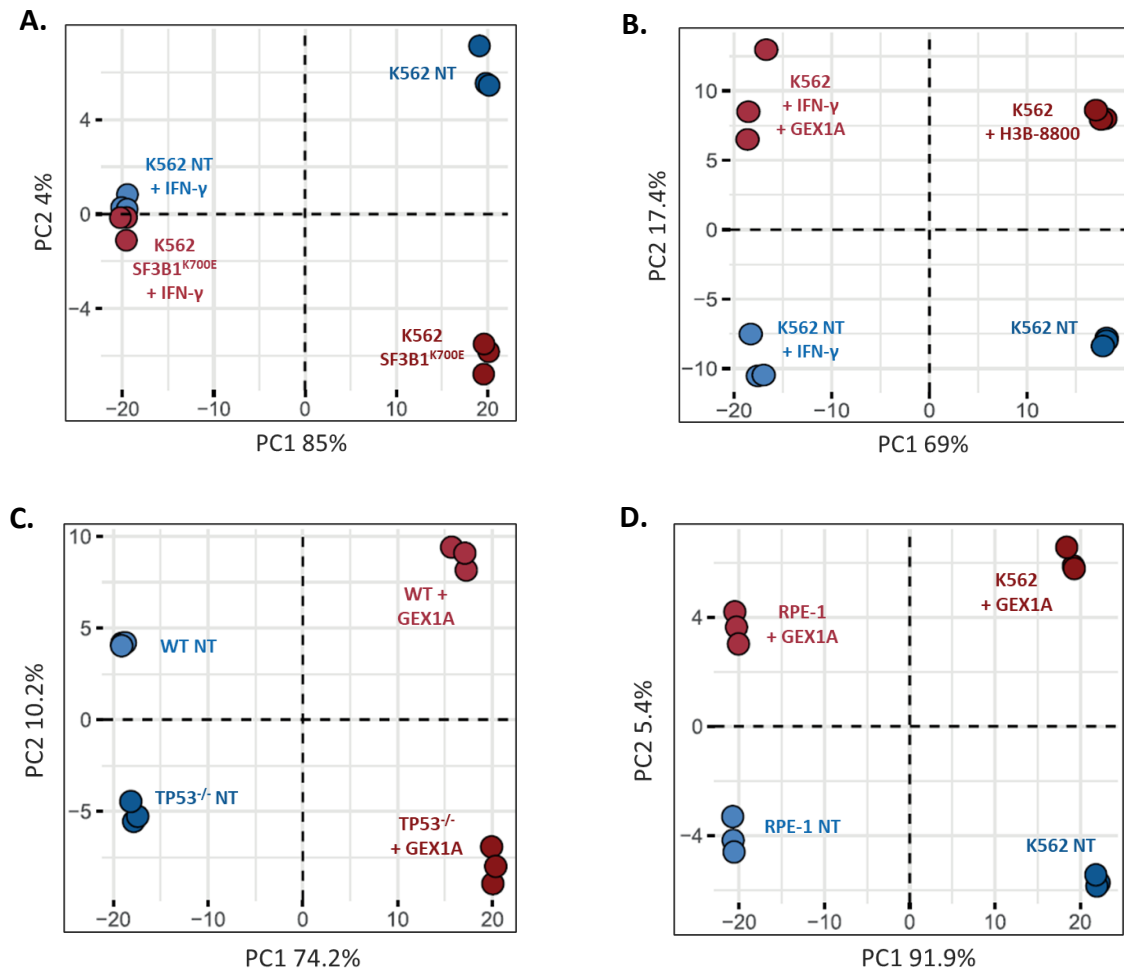 A.
K562 NT
K562 NT
+ IFN-γ
K562
SF3B1K700E
+ IFN-γ
K562
SF3B1K700E
4
0
−4
−20
−10
0
10
20
PC2 4%
PC1 85%
B.
K562
+ IFN-γ
+ GEX1A
K562
+ H3B-8800
K562 NT
+ IFN-γ
K562 NT
10
5
0
−5
−10
−20
−10
0
10
PC2 17.4%
PC1 69%
C.
WT +
GEX1A
WT NT
TP53-/- NT
TP53-/-
+ GEX1A
10
5
0
−5
−20
−10
0
10
20
PC2 10.2%
PC1 74.2%
D.
K562
+ GEX1A
RPE-1
+ GEX1A
RPE-1 NT
K562 NT
4
0
−4
−20
−10
0
10
20
PC2 5.4%
PC1 91.9%